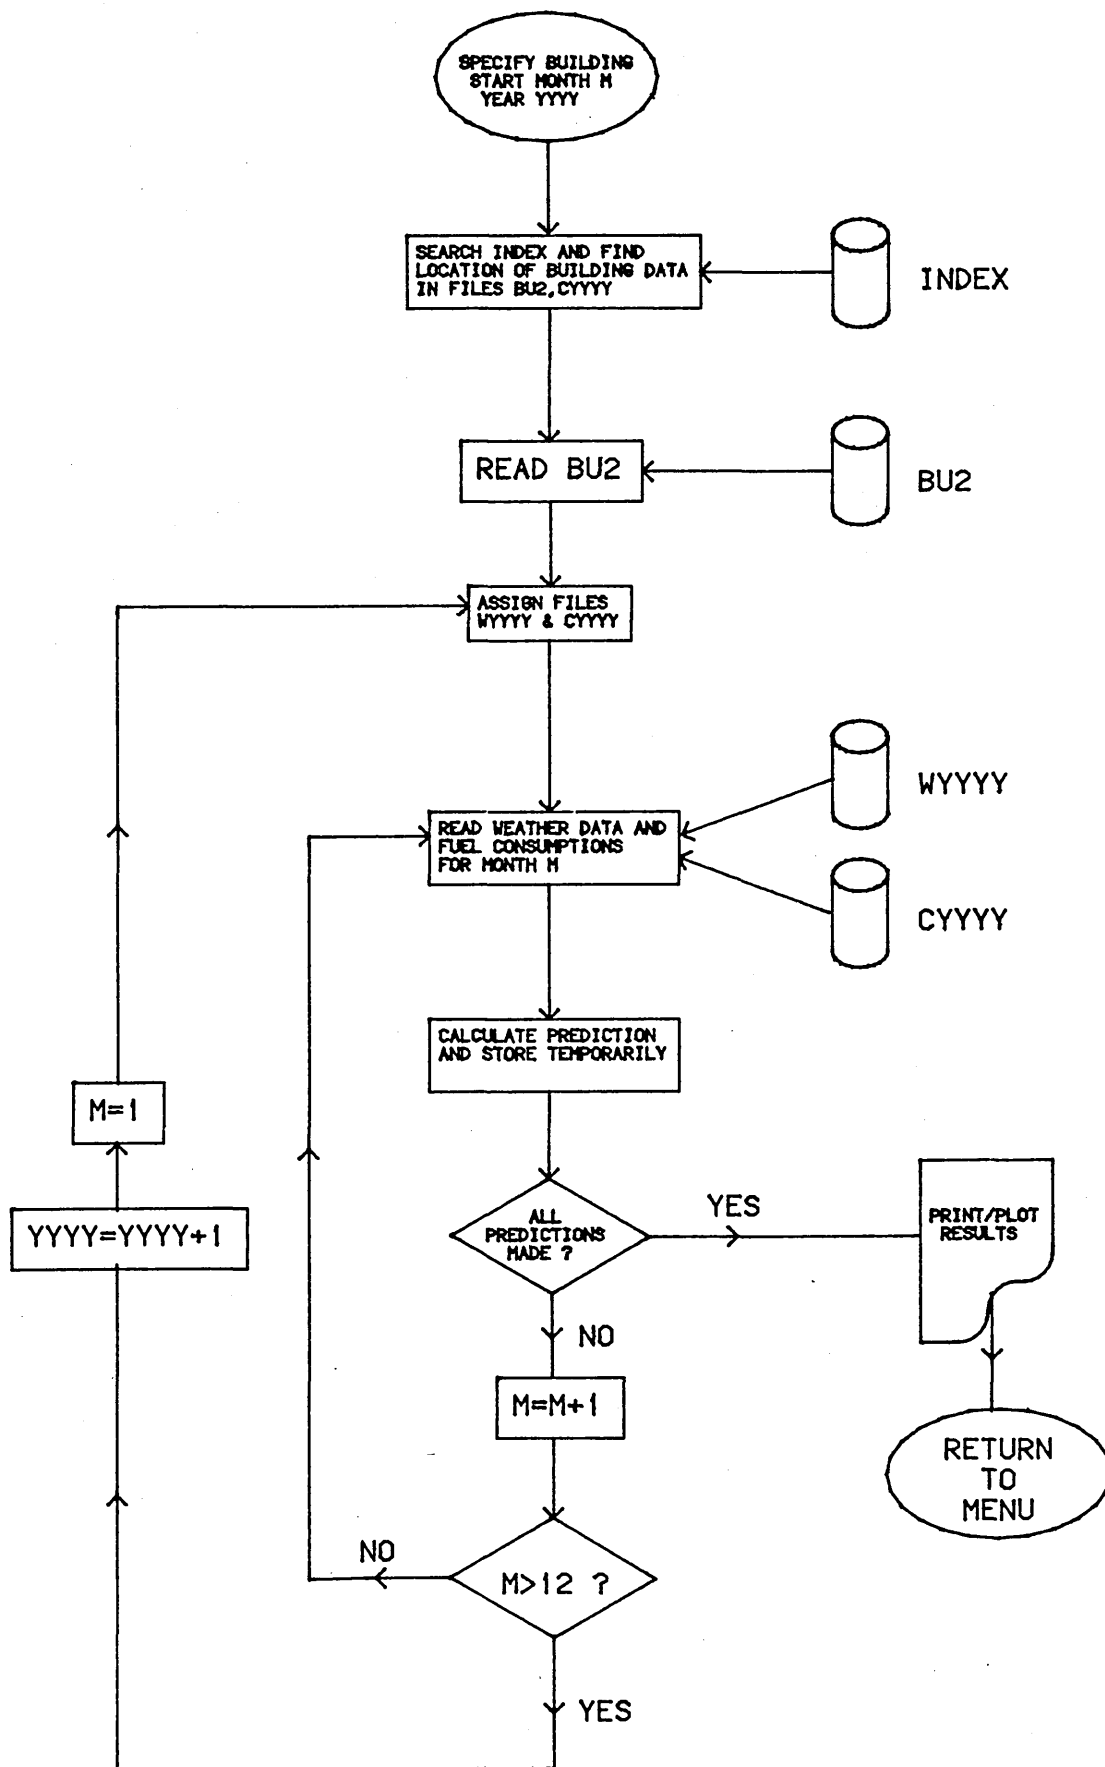 SPECIFY BUILDING
START MONTH M
YEAR YYYY
SEARCH INDEX AND FIND
LOCATION OF BUILDING DATA
IN FILES BU2,CYYYY
INDEX
READ BU2
BU2
ASSIGN FILES
WYYYY & CYYYY
WYYYY
READ WEATHER DATA AND
FUEL CONSUMPTIONS
FOR MONTH M
CYYYY
CALCULATE PREDICTION
AND STORE TEMPORARILY
M=1
YYYY=YYYY+1
ALL
PREDICTIONS
MADE ?
YES
PRINT/PLOT
RESULTS
NO
M=M+1
RETURN
TO
MENU
NO
M>12 ?
YES